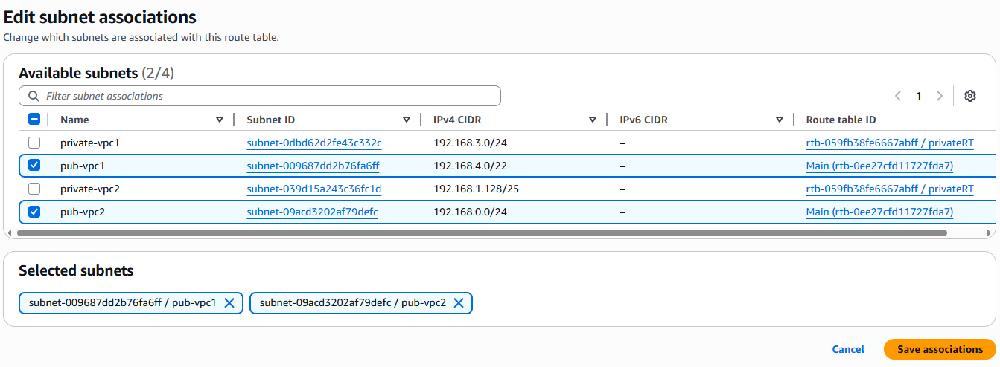 Edit subnet associations
Change which subnets are associated with this route table.
Available subnets (2/4)
Filter subnet associations
1
Name Subnet ID IPv4 CIDR IPv6 CIDR Route table ID
private-vpc1 subnet-0dbd62d2fe43c332c 192.168.3.0/24 – rtb-059fb38fe6667abff / privateRT
pub-vpc1 subnet-009687dd2b76fa6ff 192.168.4.0/22 – Main (rtb-0ee27cfd11727fda7)
private-vpc2 subnet-039d15a243c36fc1d 192.168.1.128/25 – rtb-059fb38fe6667abff / privateRT
pub-vpc2 subnet-09acd3202af79defc 192.168.0.0/24 – Main (rtb-0ee27cfd11727fda7)
Selected subnets
subnet-009687dd2b76fa6ff / pub-vpc1 subnet-09acd3202af79defc / pub-vpc2
Cancel Save associations